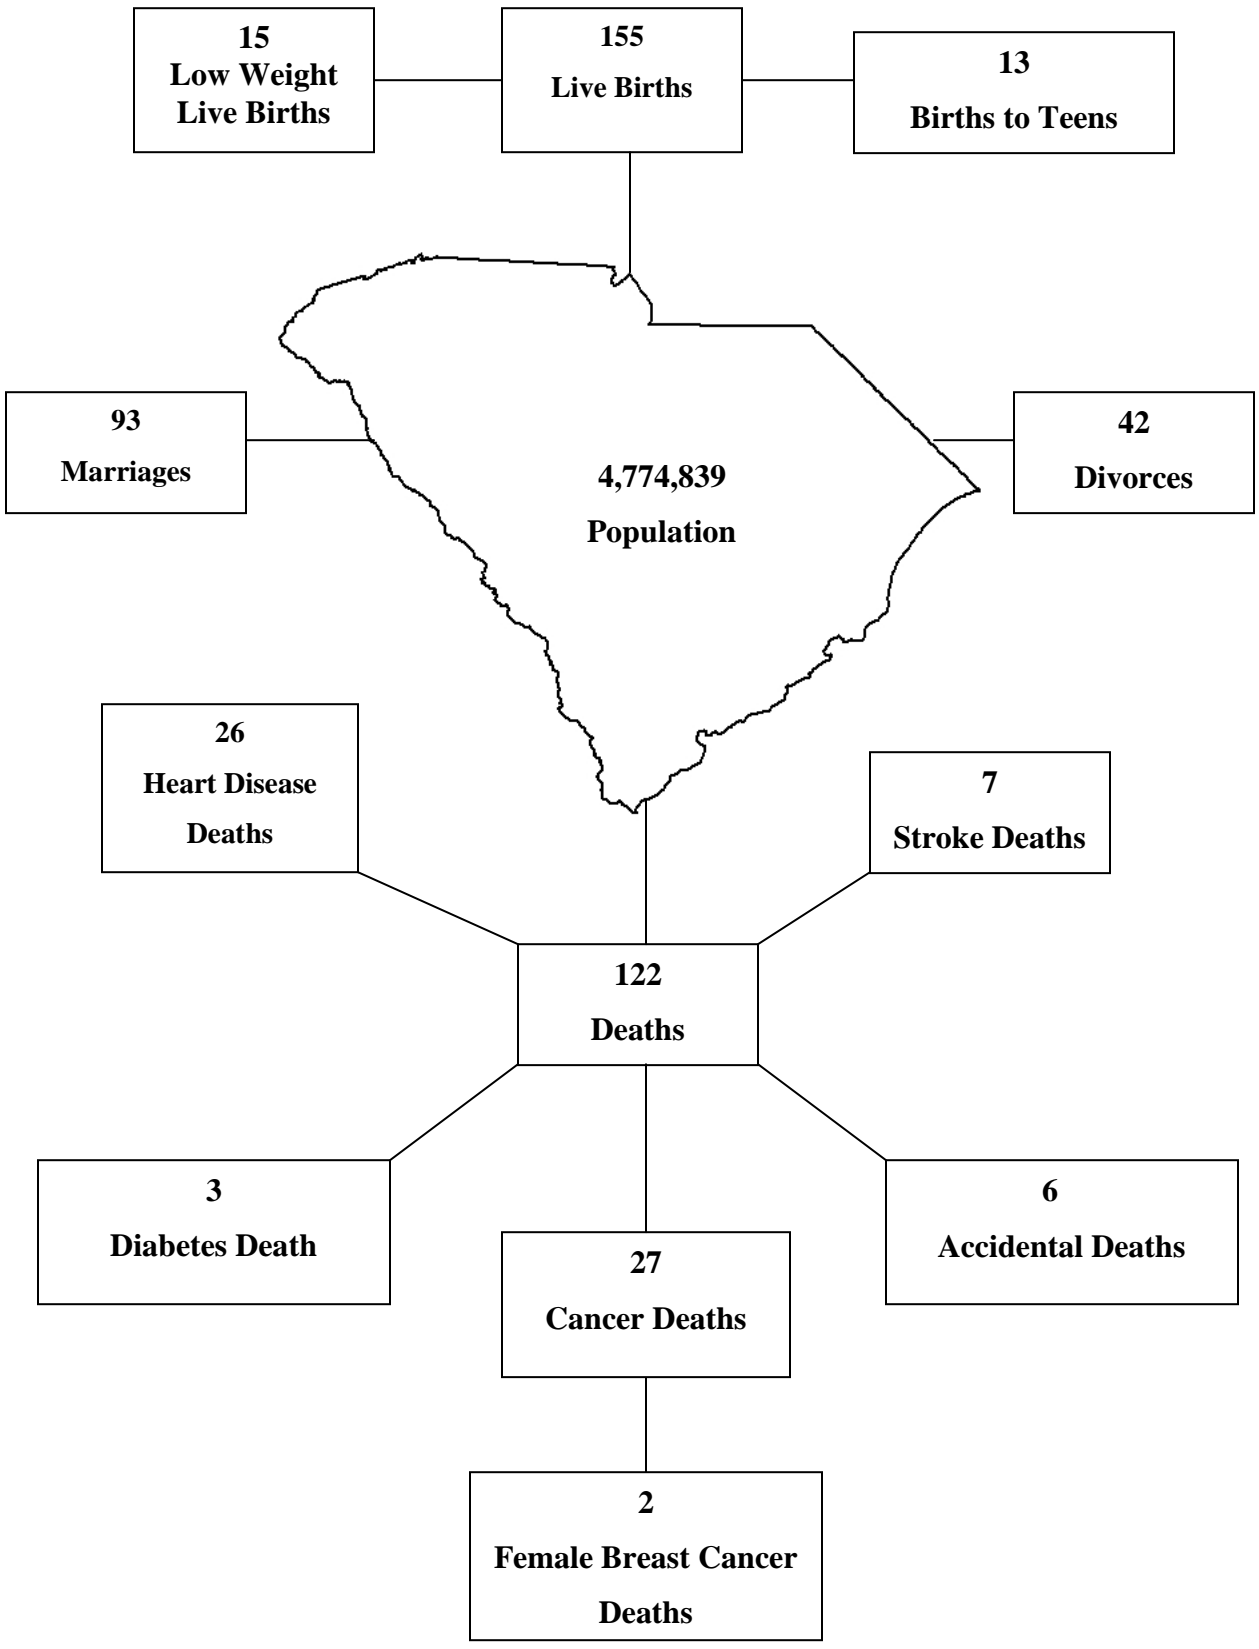 15
Low Weight
Live Births
155
Live Births
13
Births to Teens
93
Marriages
4,774,839
Population
42
Divorces
26
Heart Disease
Deaths
7
Stroke Deaths
122
Deaths
3
Diabetes Death
27
Cancer Deaths
6
Accidental Deaths
2
Female Breast Cancer
Deaths